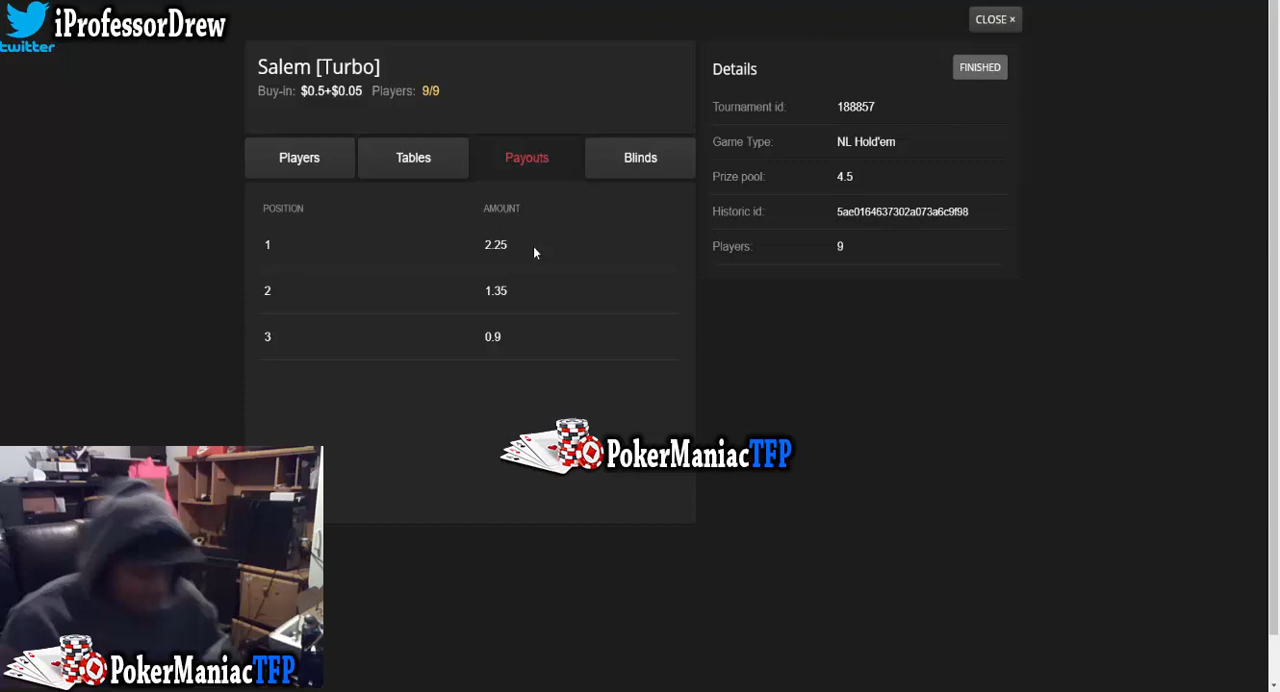 iProfessorDrew
twitter
CLOSE ×
Salem [Turbo]
Buy-in: $0.5+$0.05 Players: 9/9
Players Tables Payouts Blinds
POSITION AMOUNT
1 2.25
2 1.35
3 0.9
Details FINISHED
Tournament id: 188857
Game Type: NL Hold'em
Prize pool: 4.5
Historic id: 5ae0164637302a073a6c9f98
Players: 9
PokerManiacTFP
PokerManiacTFP